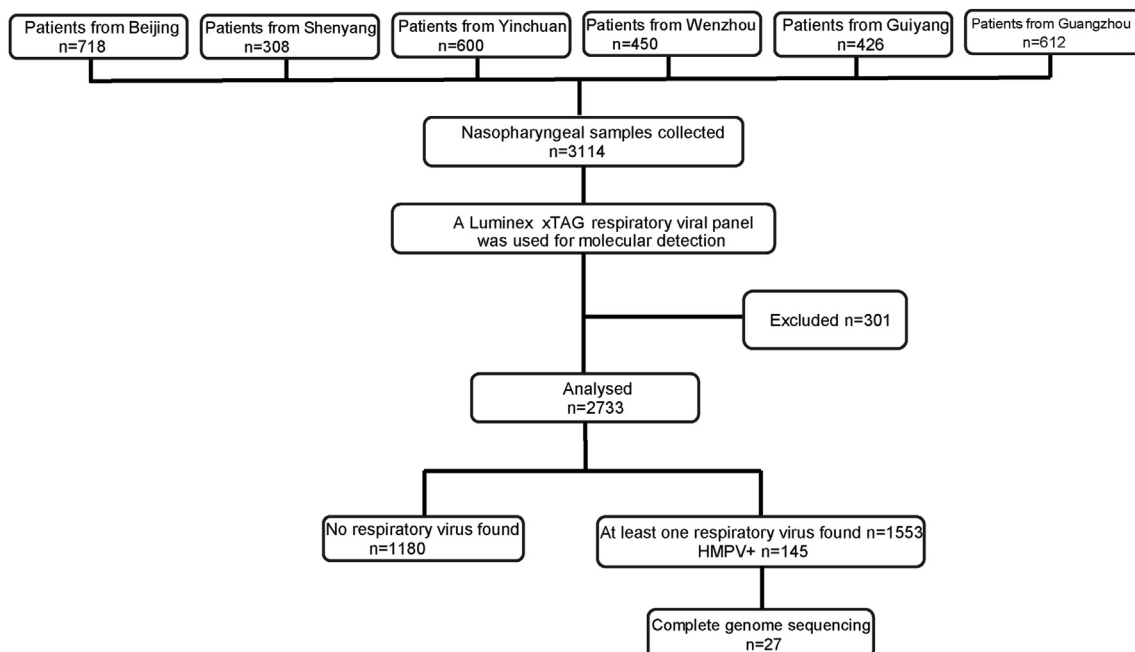 Patients from Beijing
n=718
Patients from Shenyang
n=308
Patients from Yinchuan
n=600
Patients from Wenzhou
n=450
Patients from Guiyang
n=426
Patients from Guangzhou
n=612
Nasopharyngeal samples collected
n=3114
A Luminex xTAG respiratory viral panel
was used for molecular detection
Excluded n=301
Analysed
n=2733
No respiratory virus found
n=1180
At least one respiratory virus found n=1553
HMPV+ n=145
Complete genome sequencing
n=27